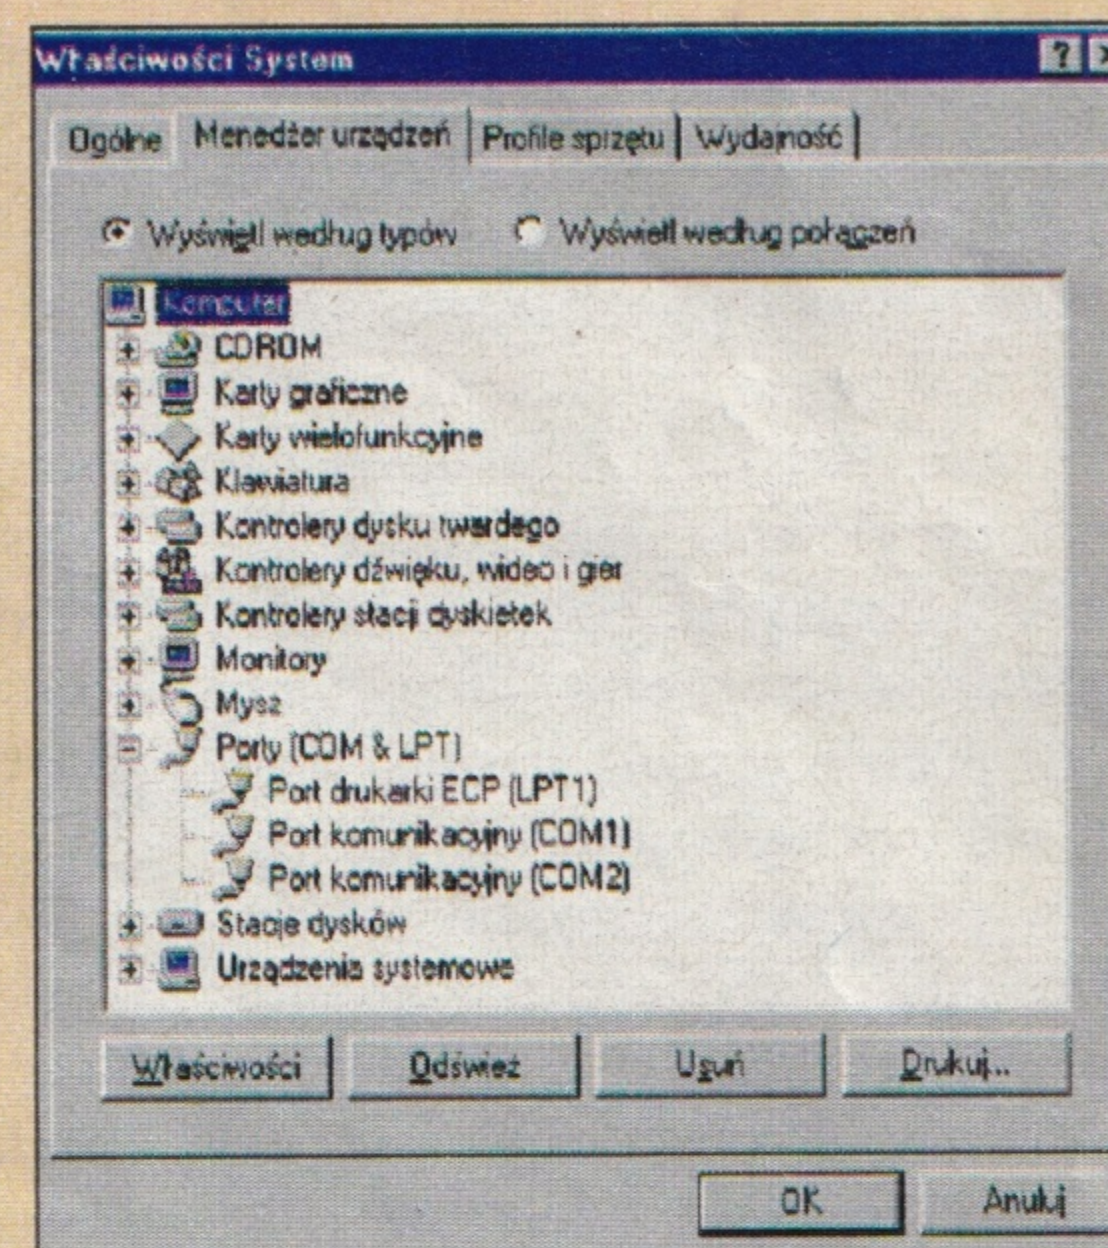 Właściwości System
Ogólne Menedżer urządzeń Profile sprzętu Wydajność
Wyświetl według typów Wyświetl według połączeń
Komputer
CDROM
Karty graficzne
Karty wielofunkcyjne
Klawiatura
Kontrolery dysku twardego
Kontrolery dźwięku, wideo i gier
Kontrolery stacji dyskietek
Monitory
Mysz
Porty (COM & LPT)
Port drukarki ECP (LPT1)
Port komunikacyjny (COM1)
Port komunikacyjny (COM2)
Stacje dysków
Urządzenia systemowe
Właściwości Odśwież Usuń Drukuj...
OK Anuluj